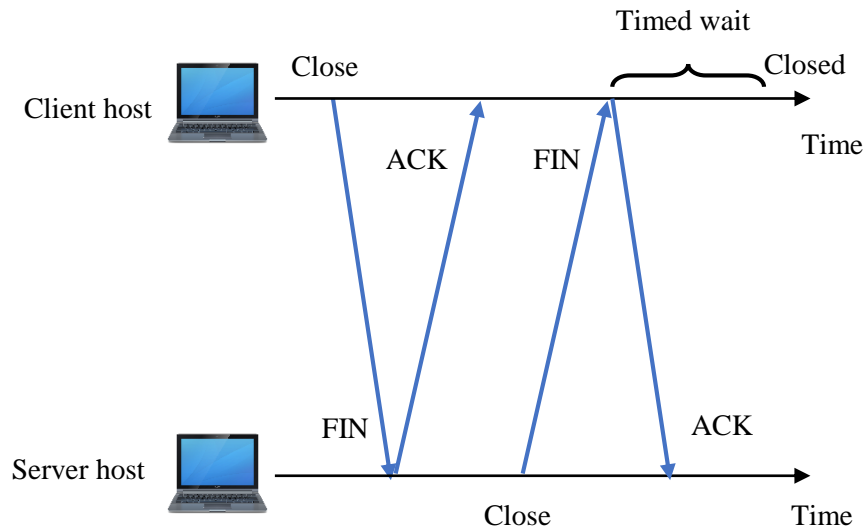 Timed wait
Close
Closed
Client host
Time
ACK
FIN
FIN
ACK
Server host
Close
Time